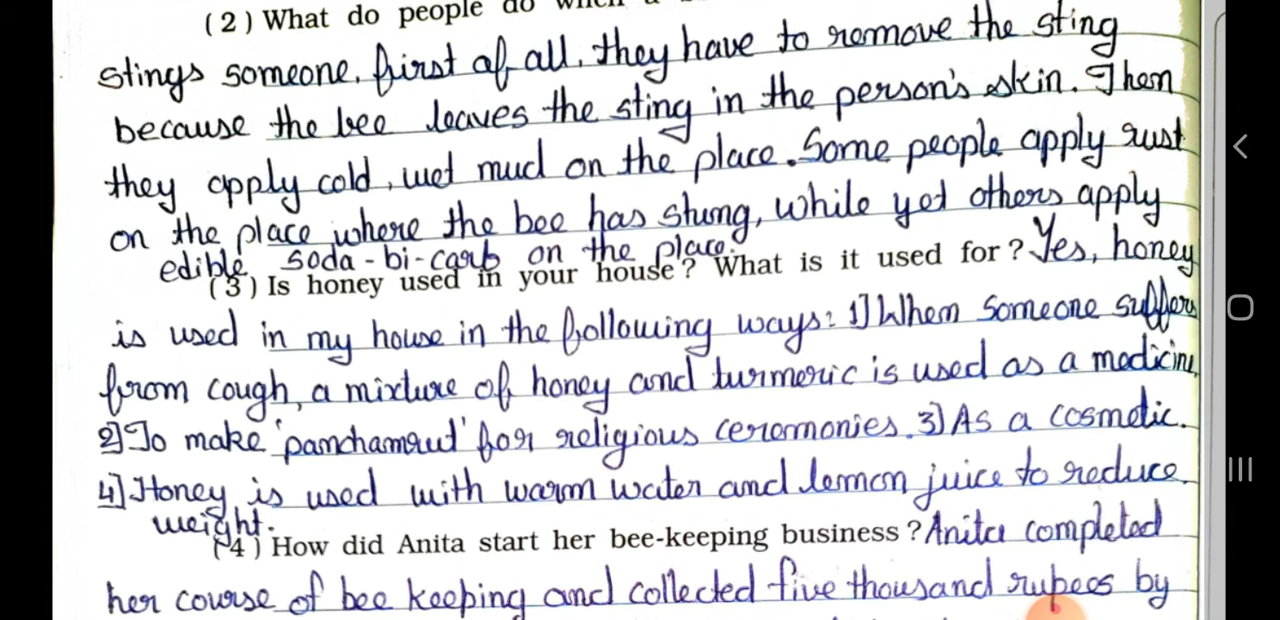 (2) What do people do when a
stings someone. first of all, they have to remove the sting
because the bee leaves the sting in the person's skin. Then
they apply cold, wet mud on the place. Some people apply rust
on the place where the bee has stung, while yet others apply
edible soda-bi-carb on the place.
(3) Is honey used in your house? What is it used for? Yes, honey
is used in my house in the following ways: 1] When someone suffers
from cough, a mixture of honey and turmeric is used as a medicine,
2] To make 'panchamrut' for religious ceremonies. 3] As a cosmetic.
4] Honey is used with warm water and lemon juice to reduce
weight.
(4) How did Anita start her bee-keeping business? Anita completed
her course of bee keeping and collected five thousand rupees by